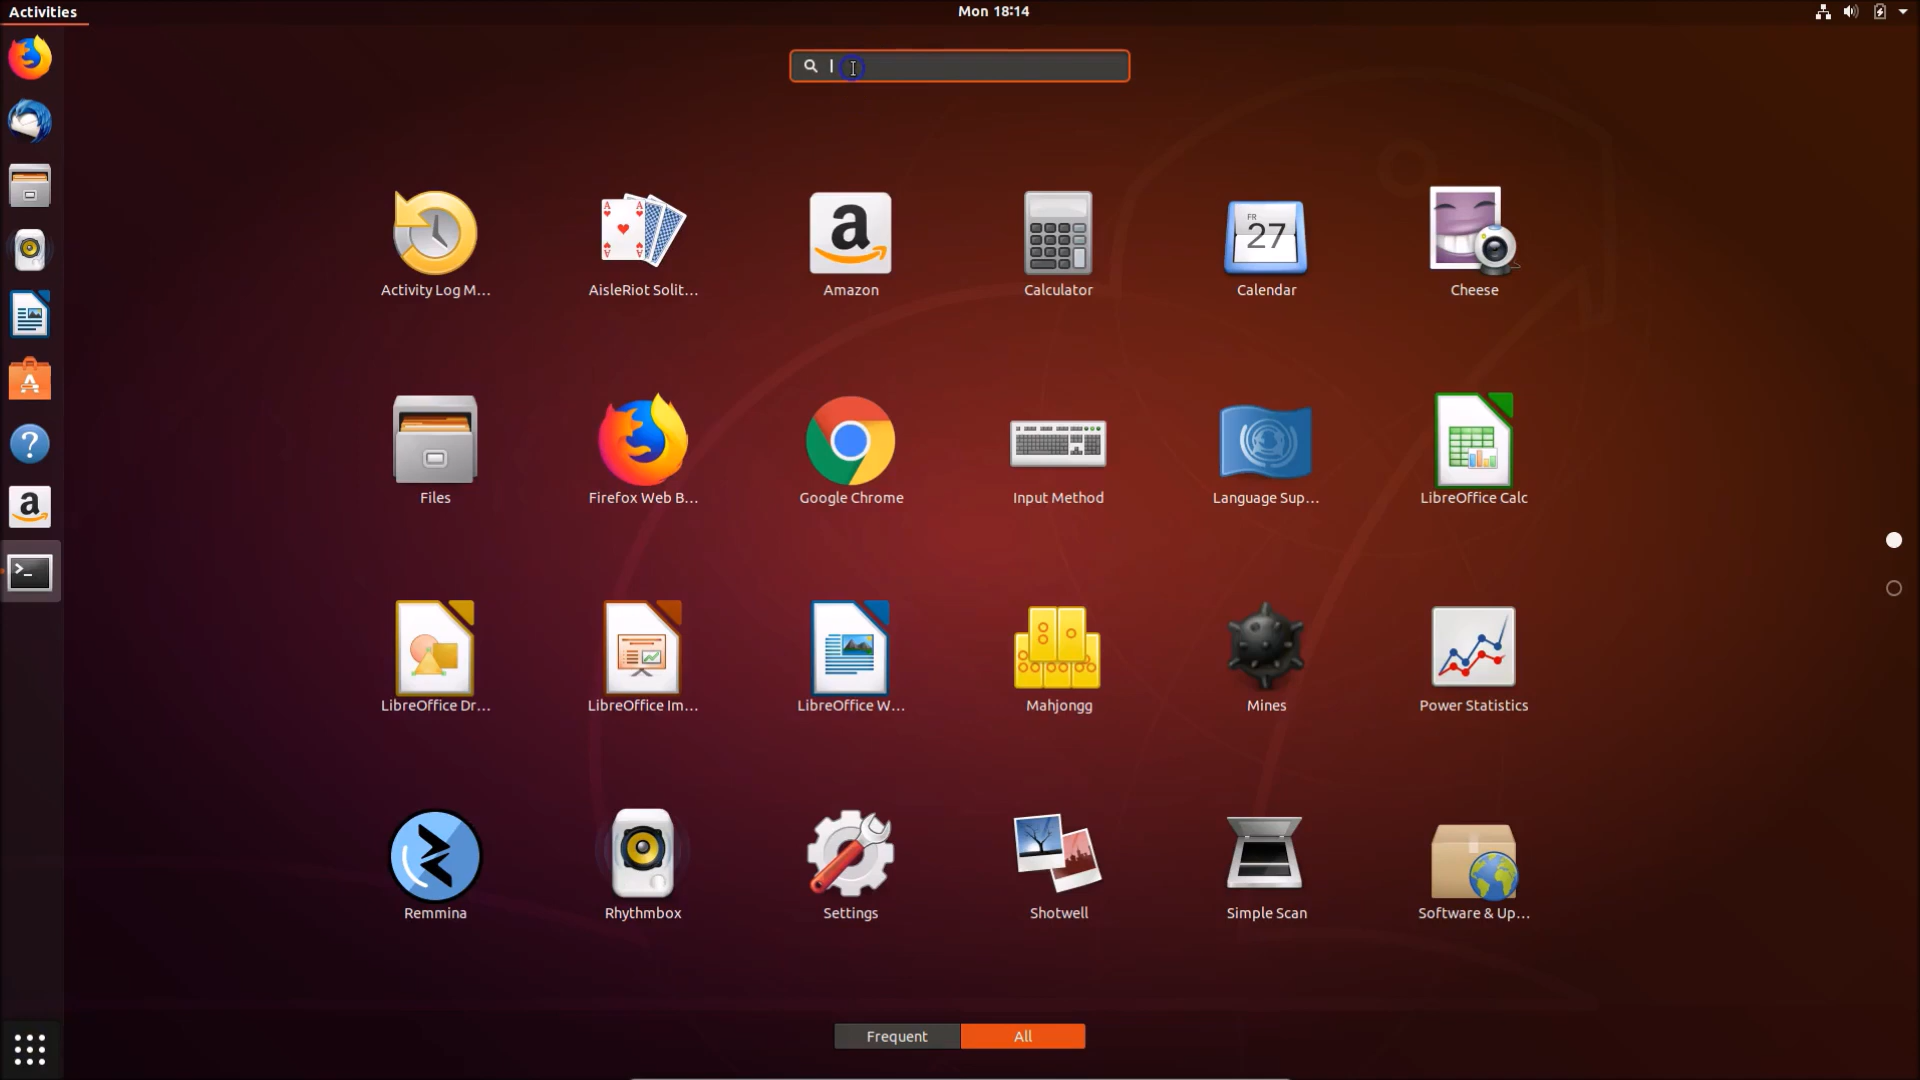 Activities
Mon 18:14
Activity Log M...
AisleRiot Solit...
Amazon
Calculator
FR
27
Calendar
Cheese
Files
Firefox Web B...
Google Chrome
Input Method
Language Sup...
LibreOffice Calc
LibreOffice Dr...
LibreOffice Im...
LibreOffice W...
Mahjongg
Mines
Power Statistics
Remmina
Rhythmbox
Settings
Shotwell
Simple Scan
Software & Up...
Frequent
All